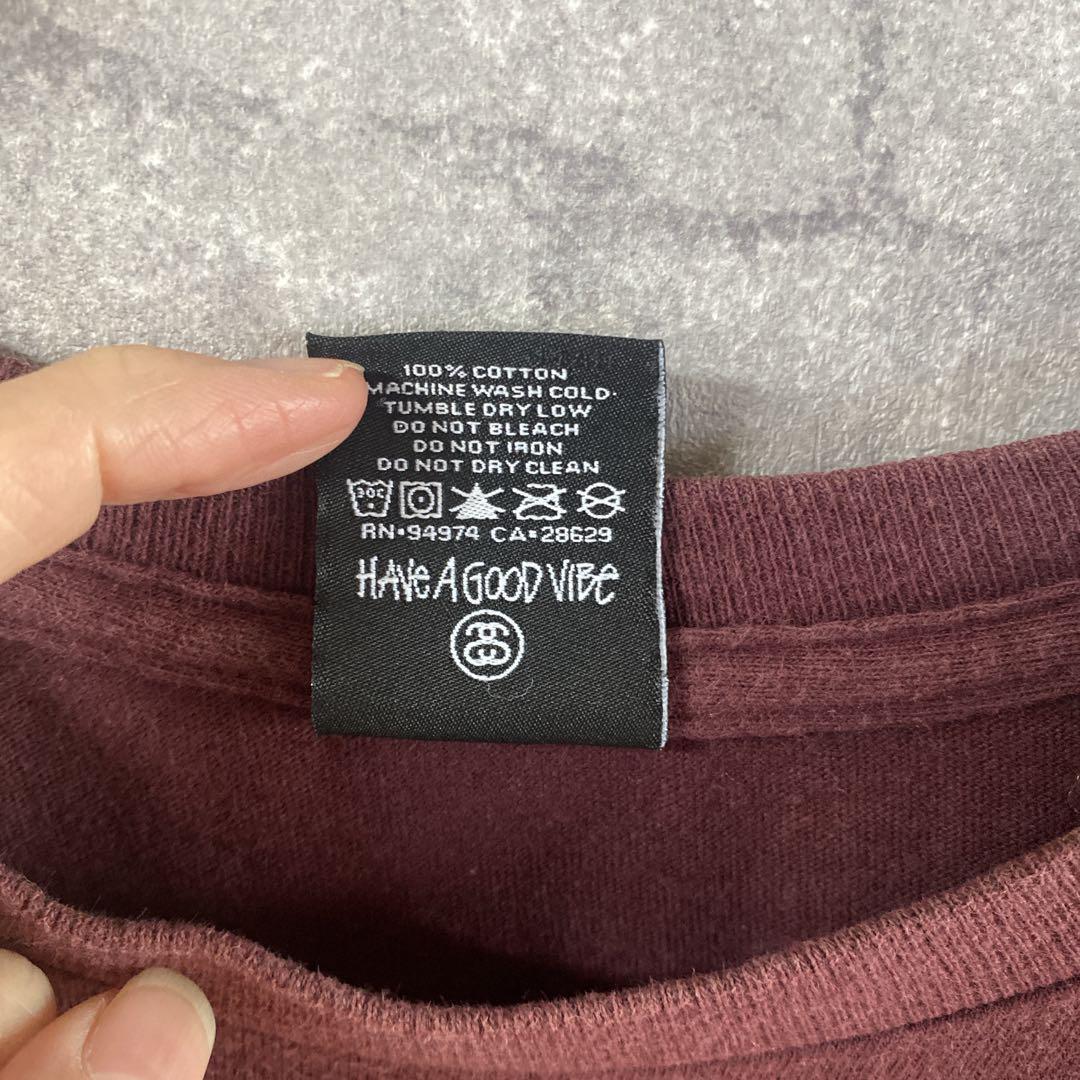 100% COTTON
MACHINE WASH COLD.
TUMBLE DRY LOW
DO NOT BLEACH
DO NOT IRON
DO NOT DRY CLEAN
30C
RN•94974 CA•28629
HAVE A GOOD VIBE